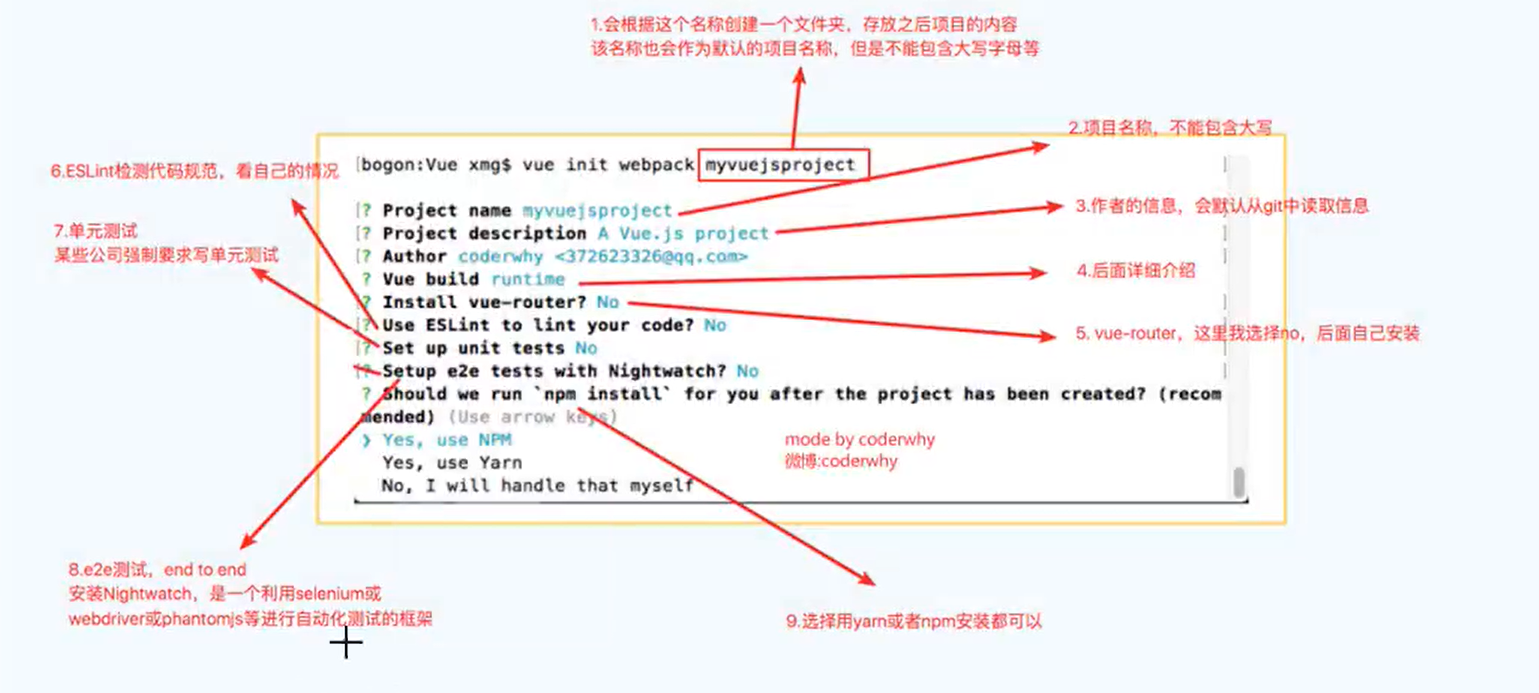 1.会根据这个名称创建一个文件夹，存放之后项目的内容
该名称也会作为默认的项目名称，但是不能包含大写字母等
2.项目名称，不能包含大写
[bogon:Vue xmg$ vue init webpack myvuejsproject
6.ESLint检测代码规范，看自己的情况
[? Project name myvuejsproject
3.作者的信息，会默认从git中读取信息
7.单元测试
某些公司强制要求写单元测试
[? Project description A Vue.js project
[? Author coderwhy <372623326@qq.com>
? Vue build runtime
4.后面详细介绍
[? Install vue-router? No
5. vue-router，这里我选择no，后面自己安装
[? Use ESLint to lint your code? No
[? Set up unit tests No
[? Setup e2e tests with Nightwatch? No
? Should we run `npm install` for you after the project has been created? (recom
mended) (Use arrow keys)
❯ Yes, use NPM
Yes, use Yarn
No, I will handle that myself
mode by coderwhy
微博:coderwhy
8.e2e测试，end to end
安装Nightwatch，是一个利用selenium或
webdriver或phantomjs等进行自动化测试的框架
9.选择用yarn或者npm安装都可以